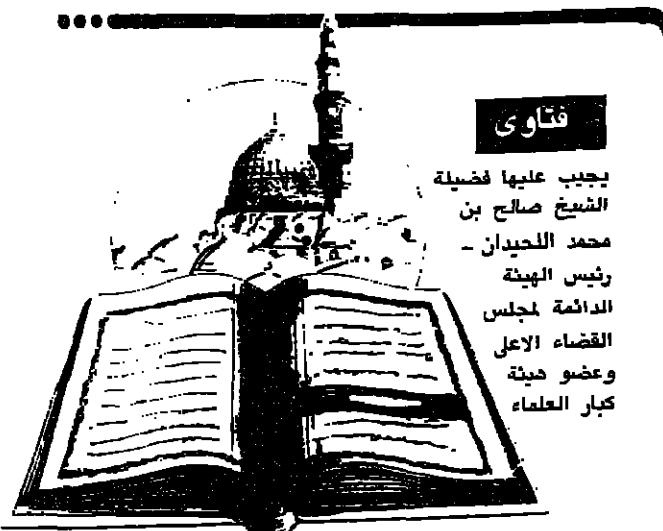 فتاوى
يجيب عليها فضيلة
الشيخ صالح بن
محمد اللحيدان -
رئيس الهيئة
الدائمة لمجلس
القضاء الاعلى
وعضو هيئة
كبار العلماء